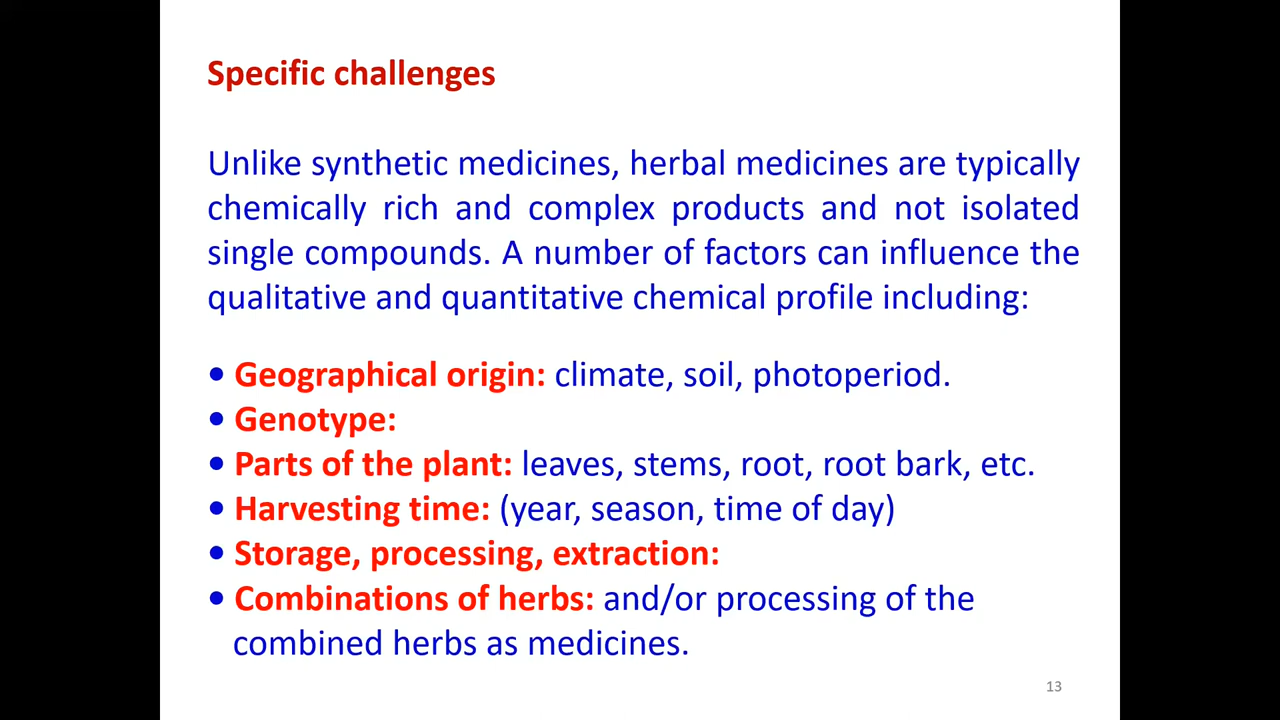 Specific challenges
Unlike synthetic medicines, herbal medicines are typically
chemically rich and complex products and not isolated
single compounds. A number of factors can influence the
qualitative and quantitative chemical profile including:
• Geographical origin: climate, soil, photoperiod.
• Genotype:
• Parts of the plant: leaves, stems, root, root bark, etc.
• Harvesting time: (year, season, time of day)
• Storage, processing, extraction:
• Combinations of herbs: and/or processing of the
combined herbs as medicines.
13